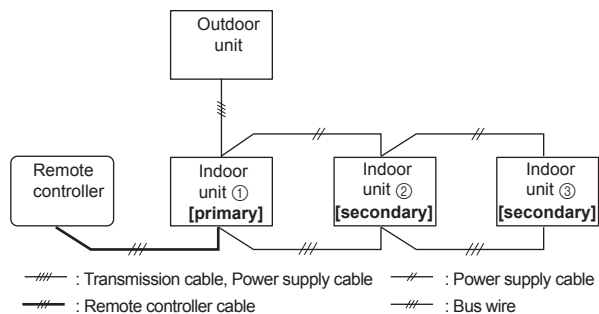 Outdoor
unit
Remote
controller
Indoor
unit ①
[primary]
Indoor
unit ②
[secondary]
Indoor
unit ③
[secondary]
: Transmission cable, Power supply cable
: Power supply cable
: Remote controller cable
: Bus wire